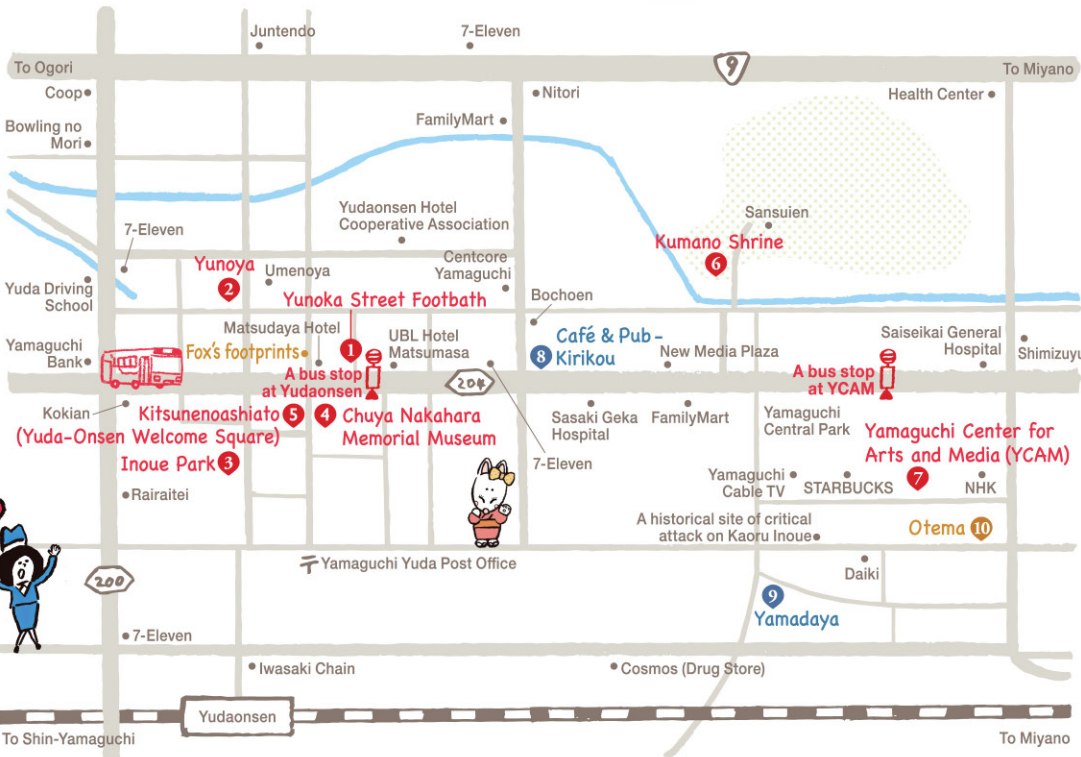 Juntendo
7-Eleven
To Ogori
9
To Miyano
Coop
Nitori
Health Center
Bowling no
Mori
FamilyMart
Yudaonsen Hotel
Cooperative Association
Sansuien
7-Eleven
Kumano Shrine
6
Yunoya
2
Umenoya
Centcore
Yamaguchi
Yuda Driving
School
Yunoka Street Footbath
1
Bochoen
Matsudaya Hotel
UBL Hotel
Matsumasa
Café & Pub -
Kirikou
8
Saiseikai General
Hospital
Yamaguchi
Bank
Fox's footprints
New Media Plaza
Shimizuyu
A bus stop
at Yudaonsen
204
A bus stop
at YCAM
Kokian
Kitsunenoashiato 5
(Yuda-Onsen Welcome Square)
4 Chuya Nakahara
Memorial Museum
Sasaki Geka
Hospital
FamilyMart
Yamaguchi
Central Park
Yamaguchi Center for
Arts and Media (YCAM)
7
Inoue Park 3
7-Eleven
Yamaguchi
Cable TV
STARBUCKS
NHK
Rairaitei
A historical site of critical
attack on Kaoru Inoue
Otema 10
〒 Yamaguchi Yuda Post Office
200
Daiki
9
Yamadaya
7-Eleven
Iwasaki Chain
Cosmos (Drug Store)
Yudaonsen
To Shin-Yamaguchi
To Miyano